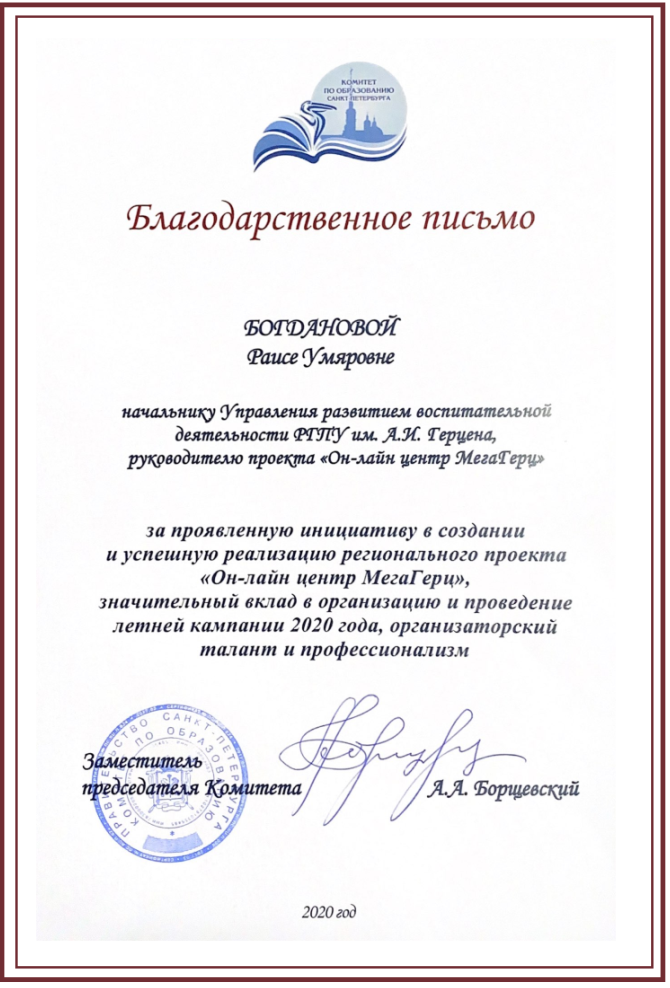 КОМИТЕТ
ПО ОБРАЗОВАНИЮ
САНКТ-ПЕТЕРБУРГА
Благодарственное письмо
БОГДАНОВОЙ
Раисе Умяровне
начальнику Управления развитием воспитательной
деятельности РГПУ им. А.И. Герцена,
руководителю проекта «Он-лайн центр МегаГерц»
за проявленную инициативу в создании
и успешную реализацию регионального проекта
«Он-лайн центр МегаГерц»,
значительный вклад в организацию и проведение
летней кампании 2020 года, организаторский
талант и профессионализм
ПРАВИТЕЛЬСТВО САНКТ-ПЕТЕРБУРГА
КОМИТЕТ ПО ОБРАЗОВАНИЮ
Заместитель
председателя Комитета
А.А. Борщевский
2020 год